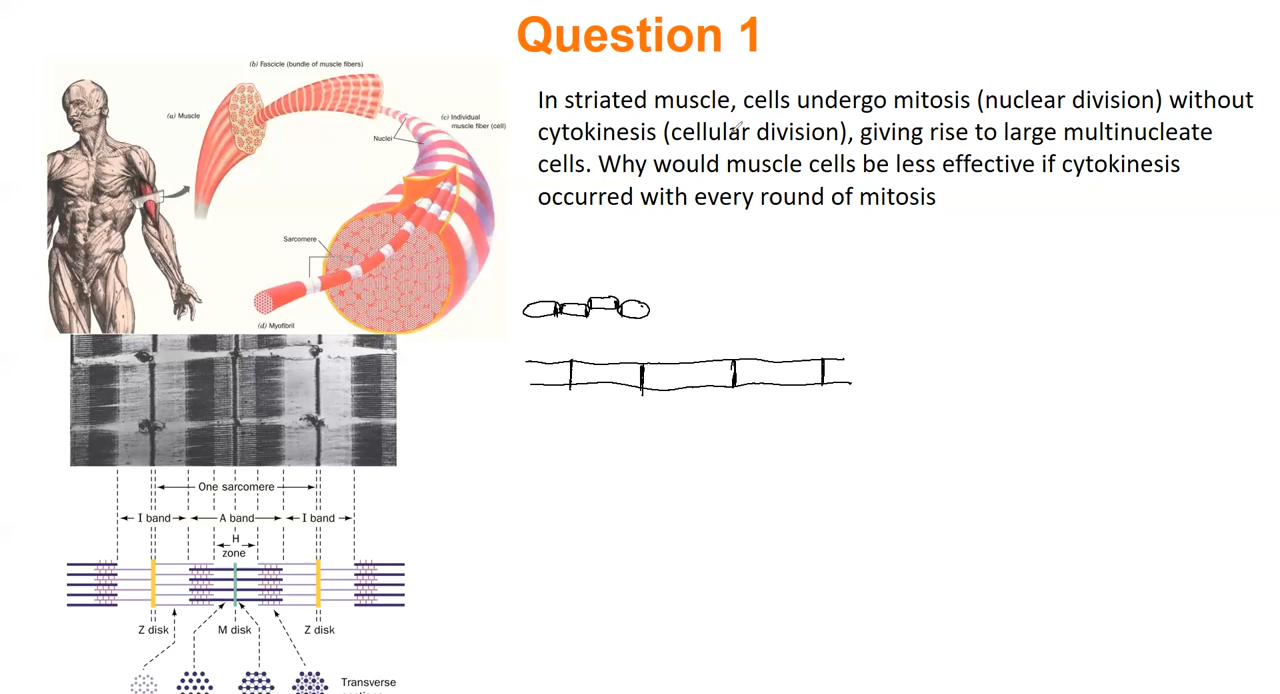 Question 1
(b) Fascicle (bundle of muscle fibers)
(a) Muscle
(c) Individual
muscle fiber (cell)
Nuclei
Sarcomere
(d) Myofibril
In striated muscle, cells undergo mitosis (nuclear division) without
cytokinesis (cellular division), giving rise to large multinucleate
cells. Why would muscle cells be less effective if cytokinesis
occurred with every round of mitosis
One sarcomere
I band
A band
I band
H
zone
Z disk
M disk
Z disk
Transverse